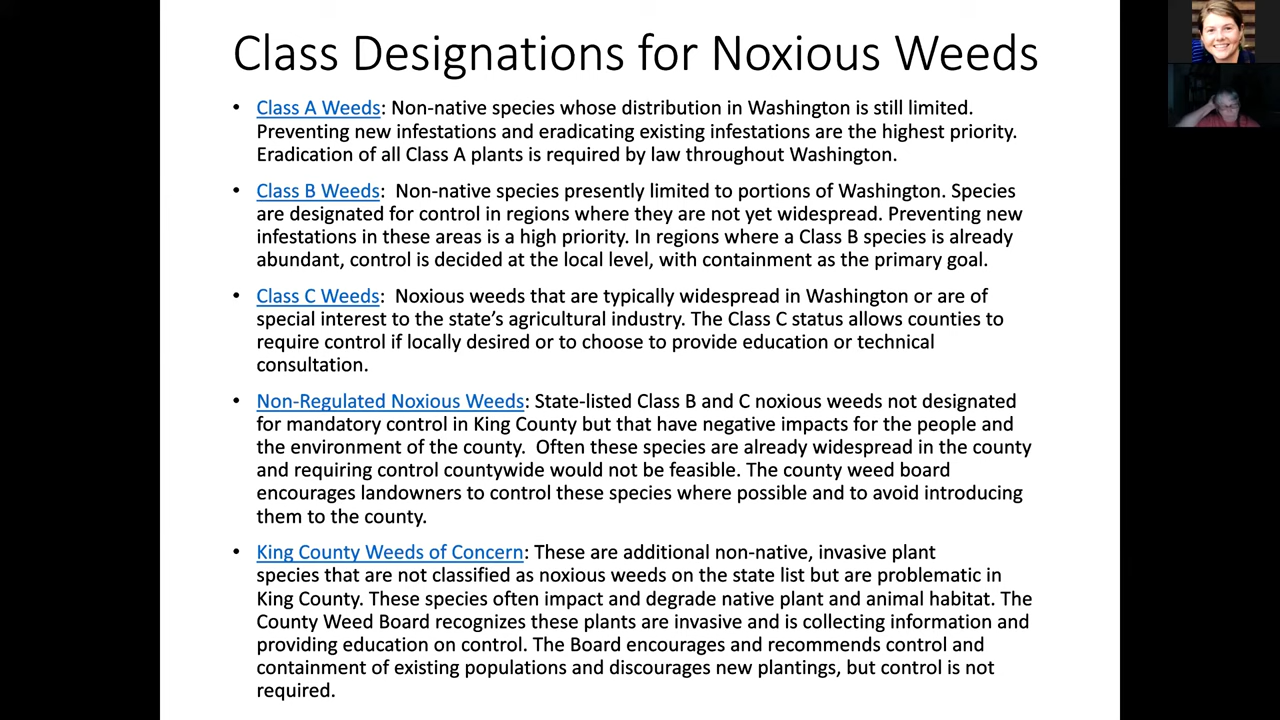 Class Designations for Noxious Weeds
• Class A Weeds: Non-native species whose distribution in Washington is still limited.
Preventing new infestations and eradicating existing infestations are the highest priority.
Eradication of all Class A plants is required by law throughout Washington.
• Class B Weeds:  Non-native species presently limited to portions of Washington. Species
are designated for control in regions where they are not yet widespread. Preventing new
infestations in these areas is a high priority. In regions where a Class B species is already
abundant, control is decided at the local level, with containment as the primary goal.
• Class C Weeds:  Noxious weeds that are typically widespread in Washington or are of
special interest to the state’s agricultural industry. The Class C status allows counties to
require control if locally desired or to choose to provide education or technical
consultation.
• Non-Regulated Noxious Weeds: State-listed Class B and C noxious weeds not designated
for mandatory control in King County but that have negative impacts for the people and
the environment of the county.  Often these species are already widespread in the county
and requiring control countywide would not be feasible. The county weed board
encourages landowners to control these species where possible and to avoid introducing
them to the county.
• King County Weeds of Concern: These are additional non-native, invasive plant
species that are not classified as noxious weeds on the state list but are problematic in
King County. These species often impact and degrade native plant and animal habitat. The
County Weed Board recognizes these plants are invasive and is collecting information and
providing education on control. The Board encourages and recommends control and
containment of existing populations and discourages new plantings, but control is not
required.